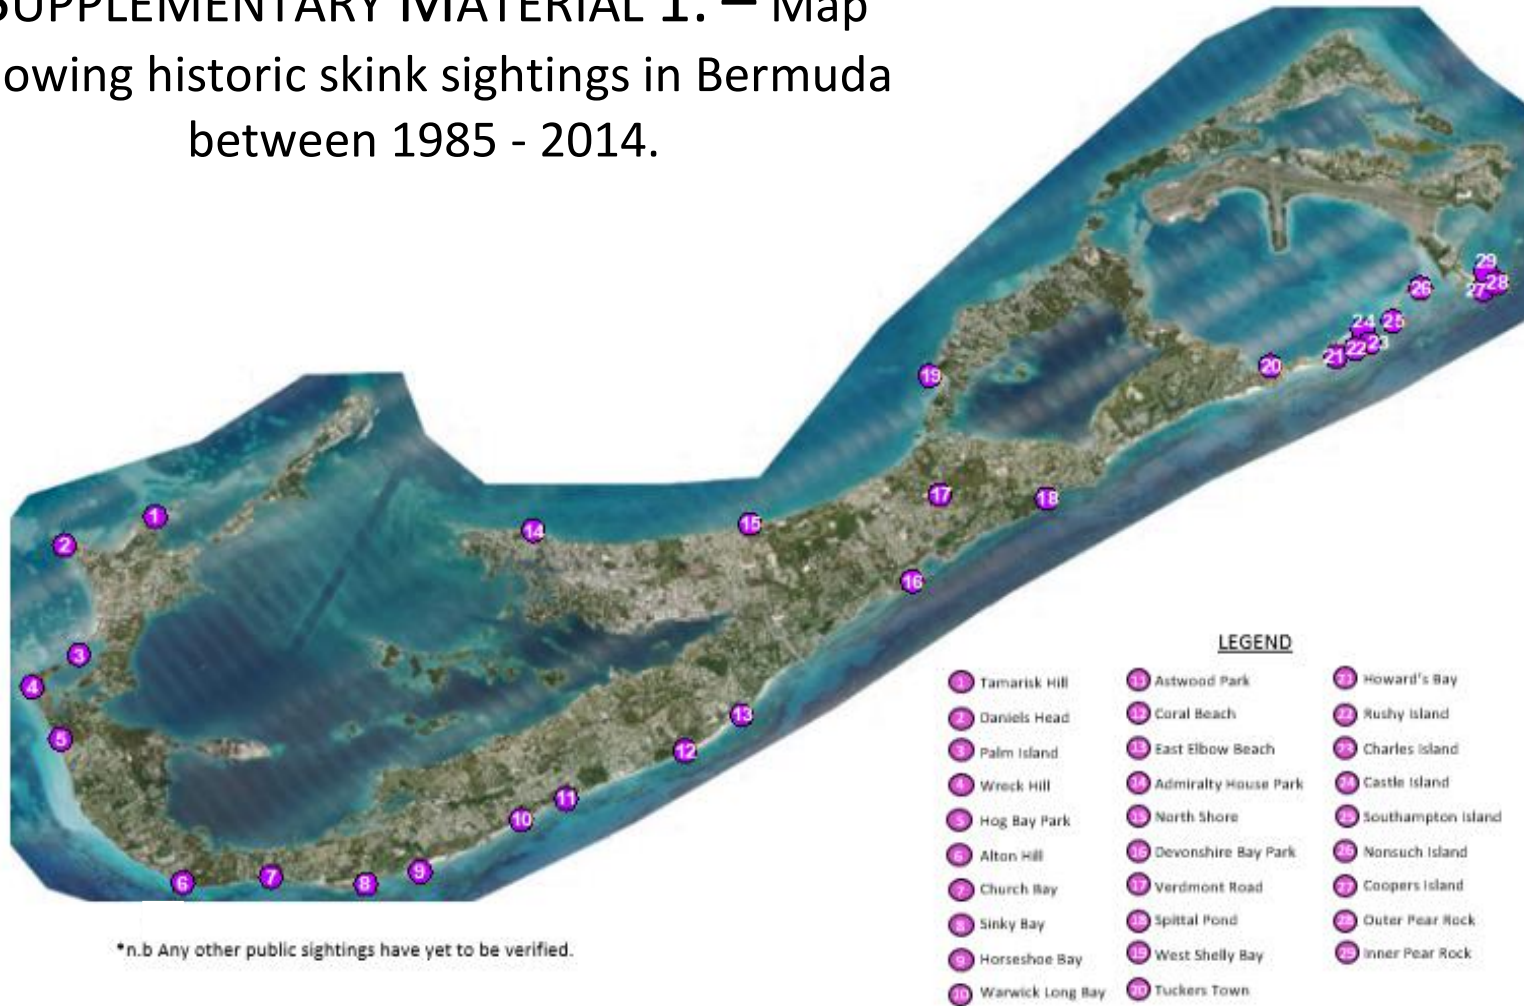 SUPPLEMENTARY MATERIAL 1. – Map
owing historic skink sightings in Bermuda
between 1985 - 2014.
29
28
27
26
25
24
23
22
21
20
19
18
17
16
15
14
1
2
3
4
5
6
7
8
9
10
11
12
13
LEGEND
1 Tamarisk Hill
2 Daniels Head
3 Palm Island
4 Wreck Hill
5 Hog Bay Park
6 Alton Hill
7 Church Bay
8 Sinky Bay
9 Horseshoe Bay
10 Warwick Long Bay
11 Astwood Park
12 Coral Beach
13 East Elbow Beach
14 Admiralty House Park
15 North Shore
16 Devonshire Bay Park
17 Verdmont Road
18 Spittal Pond
19 West Shelly Bay
20 Tuckers Town
21 Howard's Bay
22 Rushy Island
23 Charles Island
24 Castle Island
25 Southampton Island
26 Nonsuch Island
27 Coopers Island
28 Outer Pear Rock
29 Inner Pear Rock
*n.b Any other public sightings have yet to be verified.